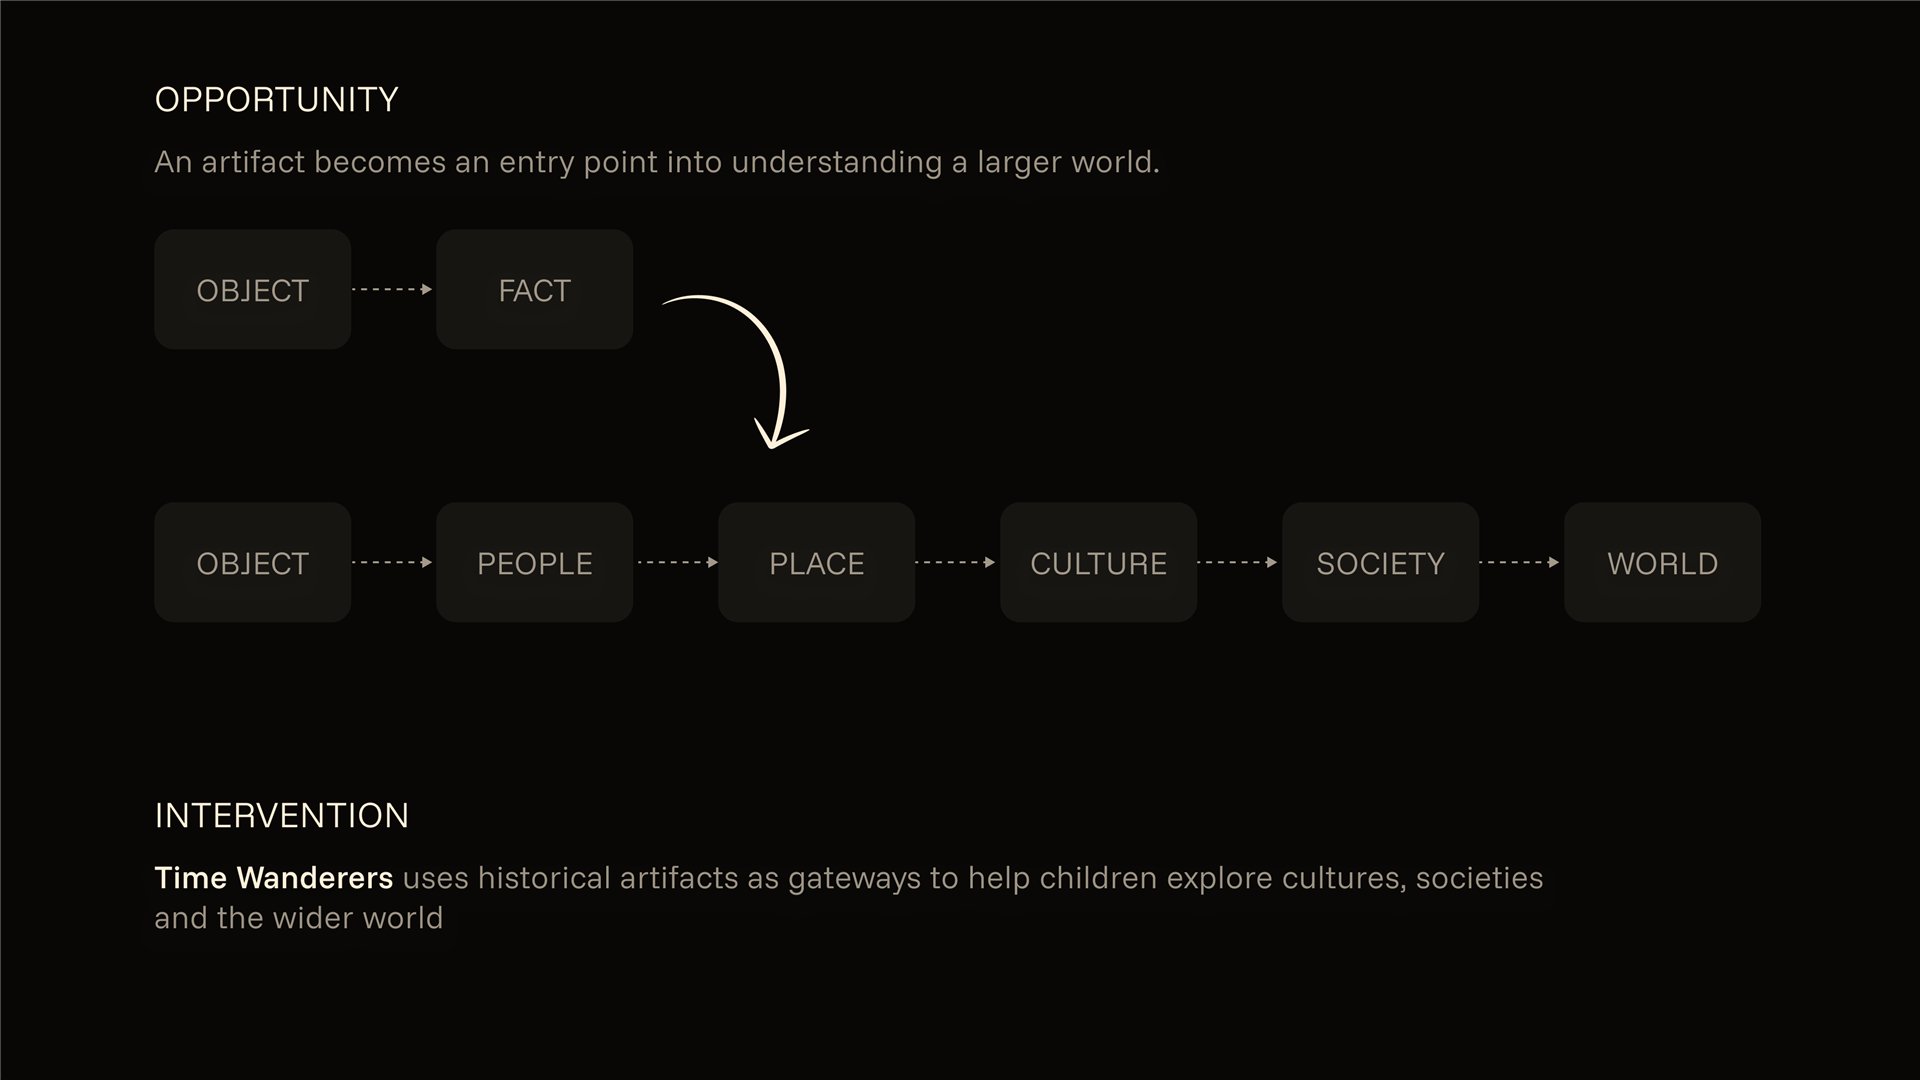 OPPORTUNITY
An artifact becomes an entry point into understanding a larger world.
OBJECT
FACT
OBJECT
PEOPLE
PLACE
CULTURE
SOCIETY
WORLD
INTERVENTION
Time Wanderers uses historical artifacts as gateways to help children explore cultures, societies
and the wider world